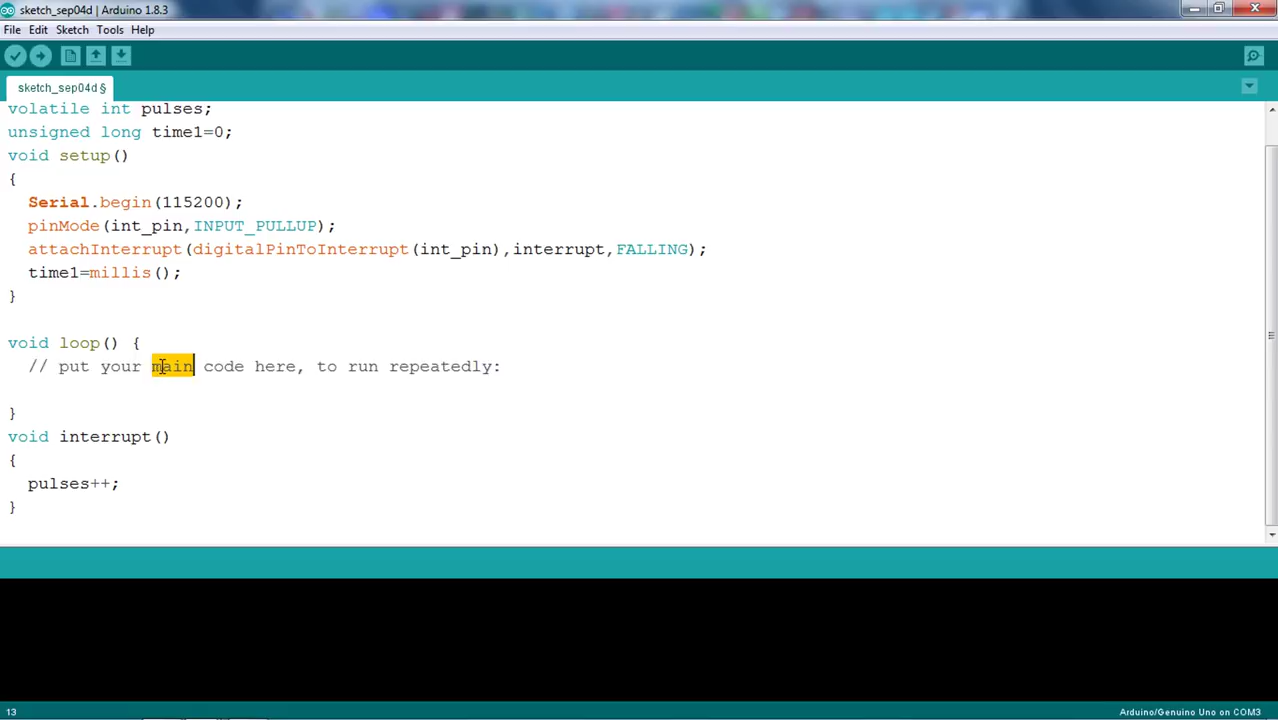 sketch_sep04d | Arduino 1.8.3
File Edit Sketch Tools Help
sketch_sep04d §
volatile int pulses;
unsigned long time1=0;
void setup()
{
  Serial.begin(115200);
  pinMode(int_pin,INPUT_PULLUP);
  attachInterrupt(digitalPinToInterrupt(int_pin),interrupt,FALLING);
  time1=millis();
}
void loop() {
  // put your main code here, to run repeatedly:
}
void interrupt()
{
  pulses++;
}
13 Arduino/Genuino Uno on COM3